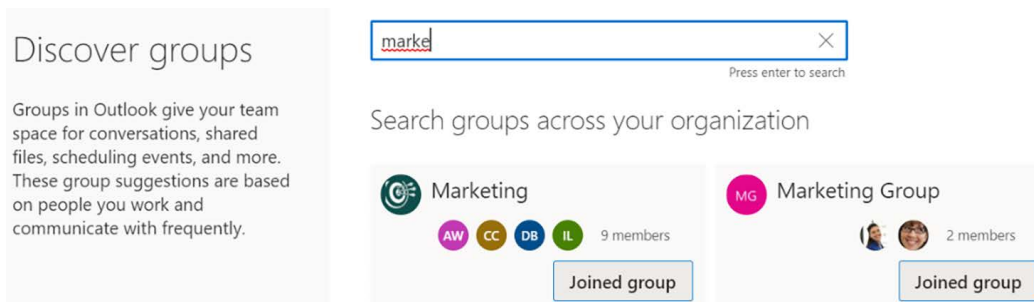 Discover groups
Groups in Outlook give your team
space for conversations, shared
files, scheduling events, and more.
These group suggestions are based
on people you work and
communicate with frequently.
marke
Press enter to search
Search groups across your organization
Marketing
AW CC DB IL 9 members
Joined group
MG Marketing Group
2 members
Joined group